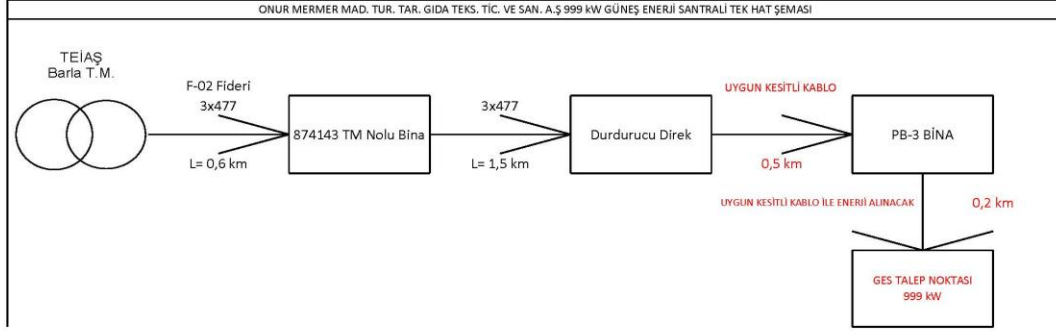 ONUR MERMER MAD. TUR. TAR. GIDA TEKS. TİC. VE SAN. A.Ş 999 kW GÜNEŞ ENERJİ SANTRALİ TEK HAT ŞEMASI
TEİAŞ
Barla T.M.
F-02 Fideri
3x477
L= 0,6 km
874143 TM Nolu Bina
3x477
L= 1,5 km
Durdurucu Direk
UYGUN KESİTLİ KABLO
0,5 km
PB-3 BİNA
UYGUN KESİTLİ KABLO İLE ENERJİ ALINACAK
0,2 km
GES TALEP NOKTASI
999 kW